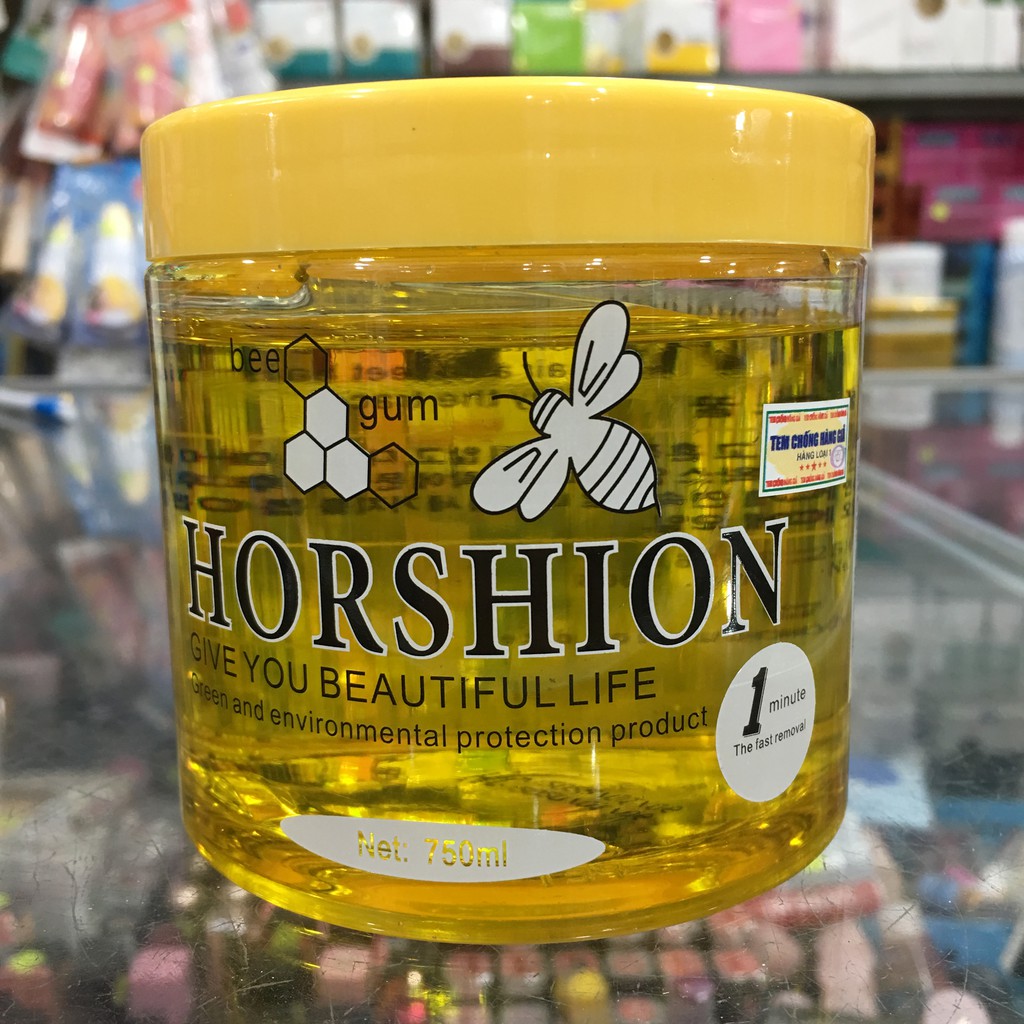 bee
gum
TEM CHỐNG HÀNG GIẢ
HÀNG LOẠI 1
HORSHION
GIVE YOU BEAUTIFUL LIFE
Green and environmental protection product
1 minute
The fast removal
Net: 750ml